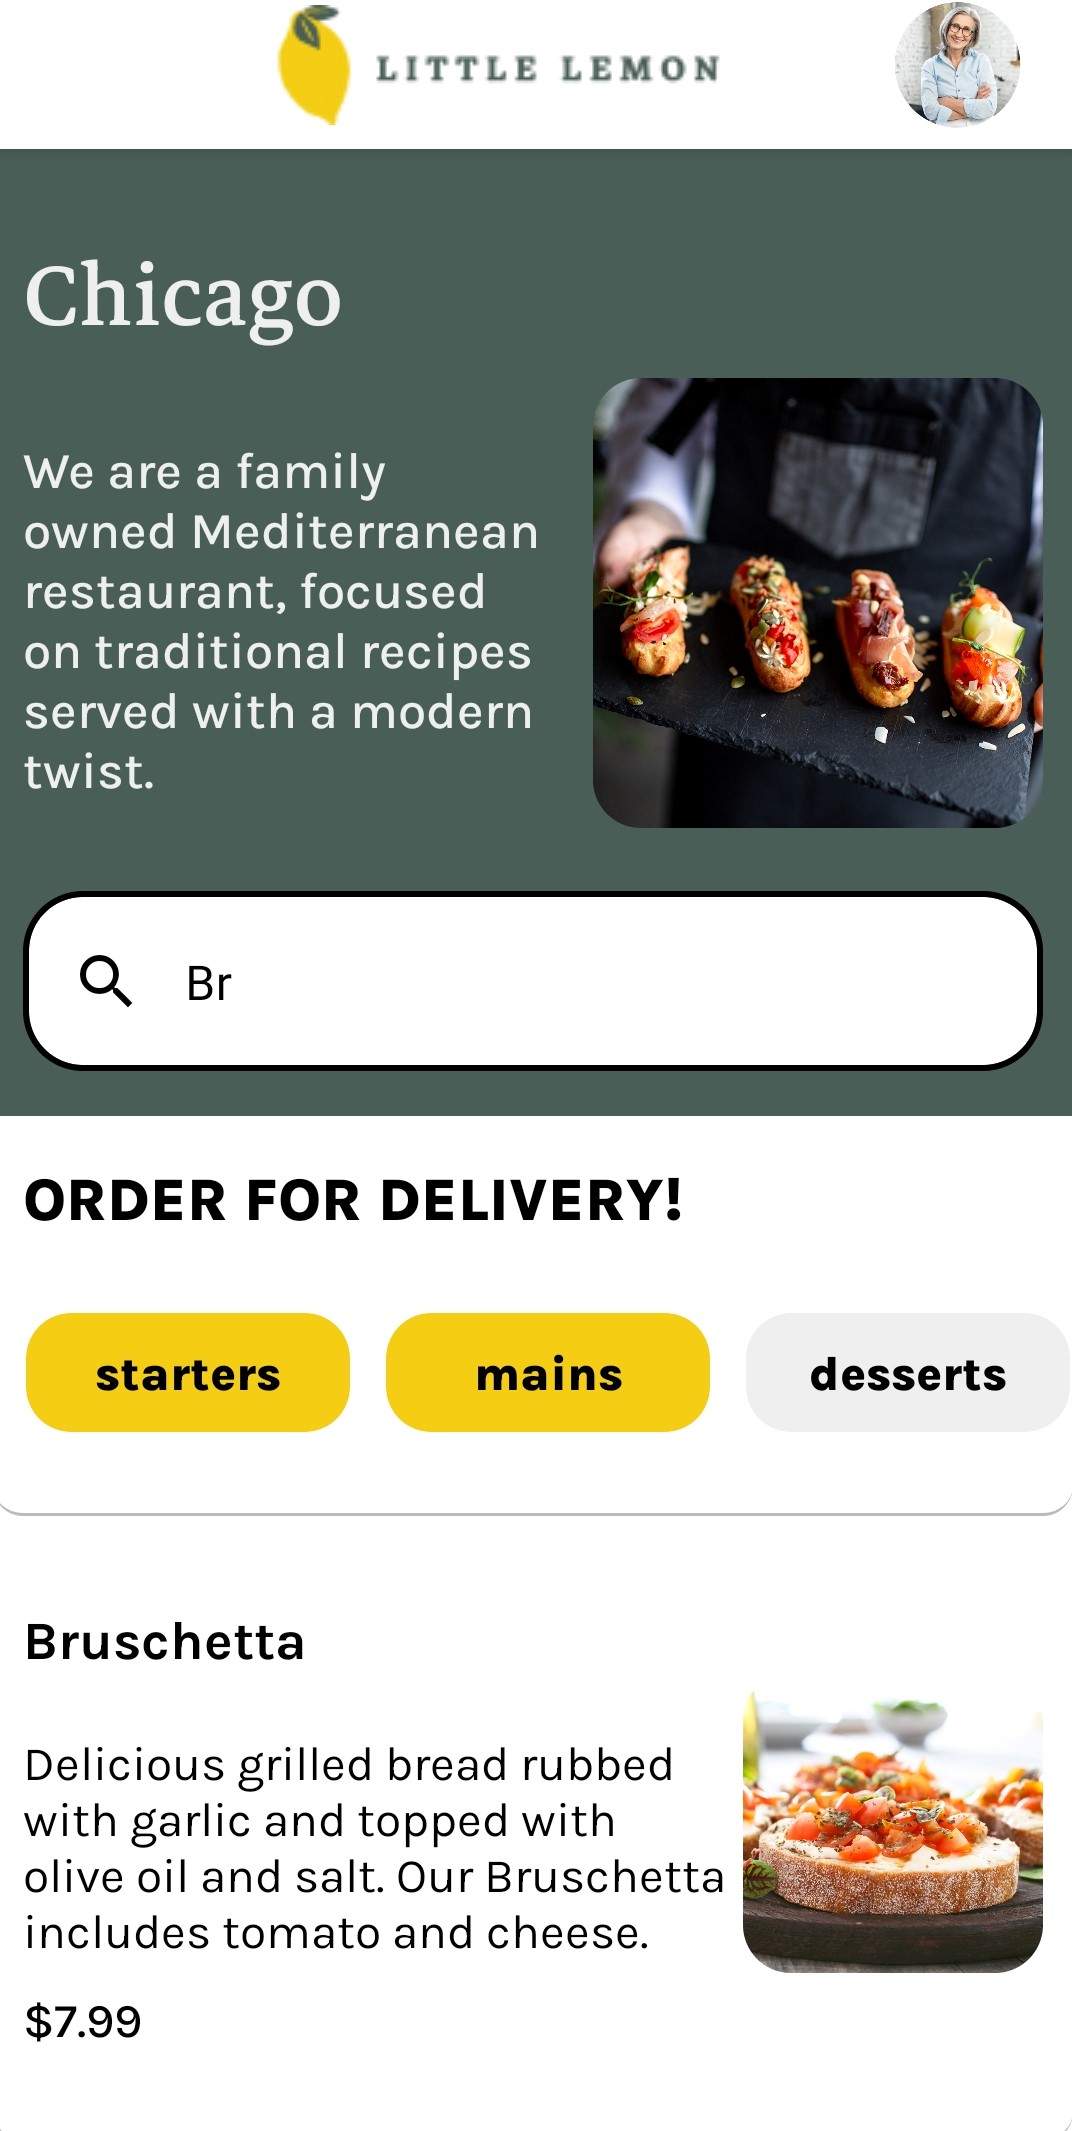 LITTLE LEMON
Chicago
We are a family
owned Mediterranean
restaurant, focused
on traditional recipes
served with a modern
twist.
Br
ORDER FOR DELIVERY!
starters mains desserts
Bruschetta
Delicious grilled bread rubbed
with garlic and topped with
olive oil and salt. Our Bruschetta
includes tomato and cheese.
$7.99